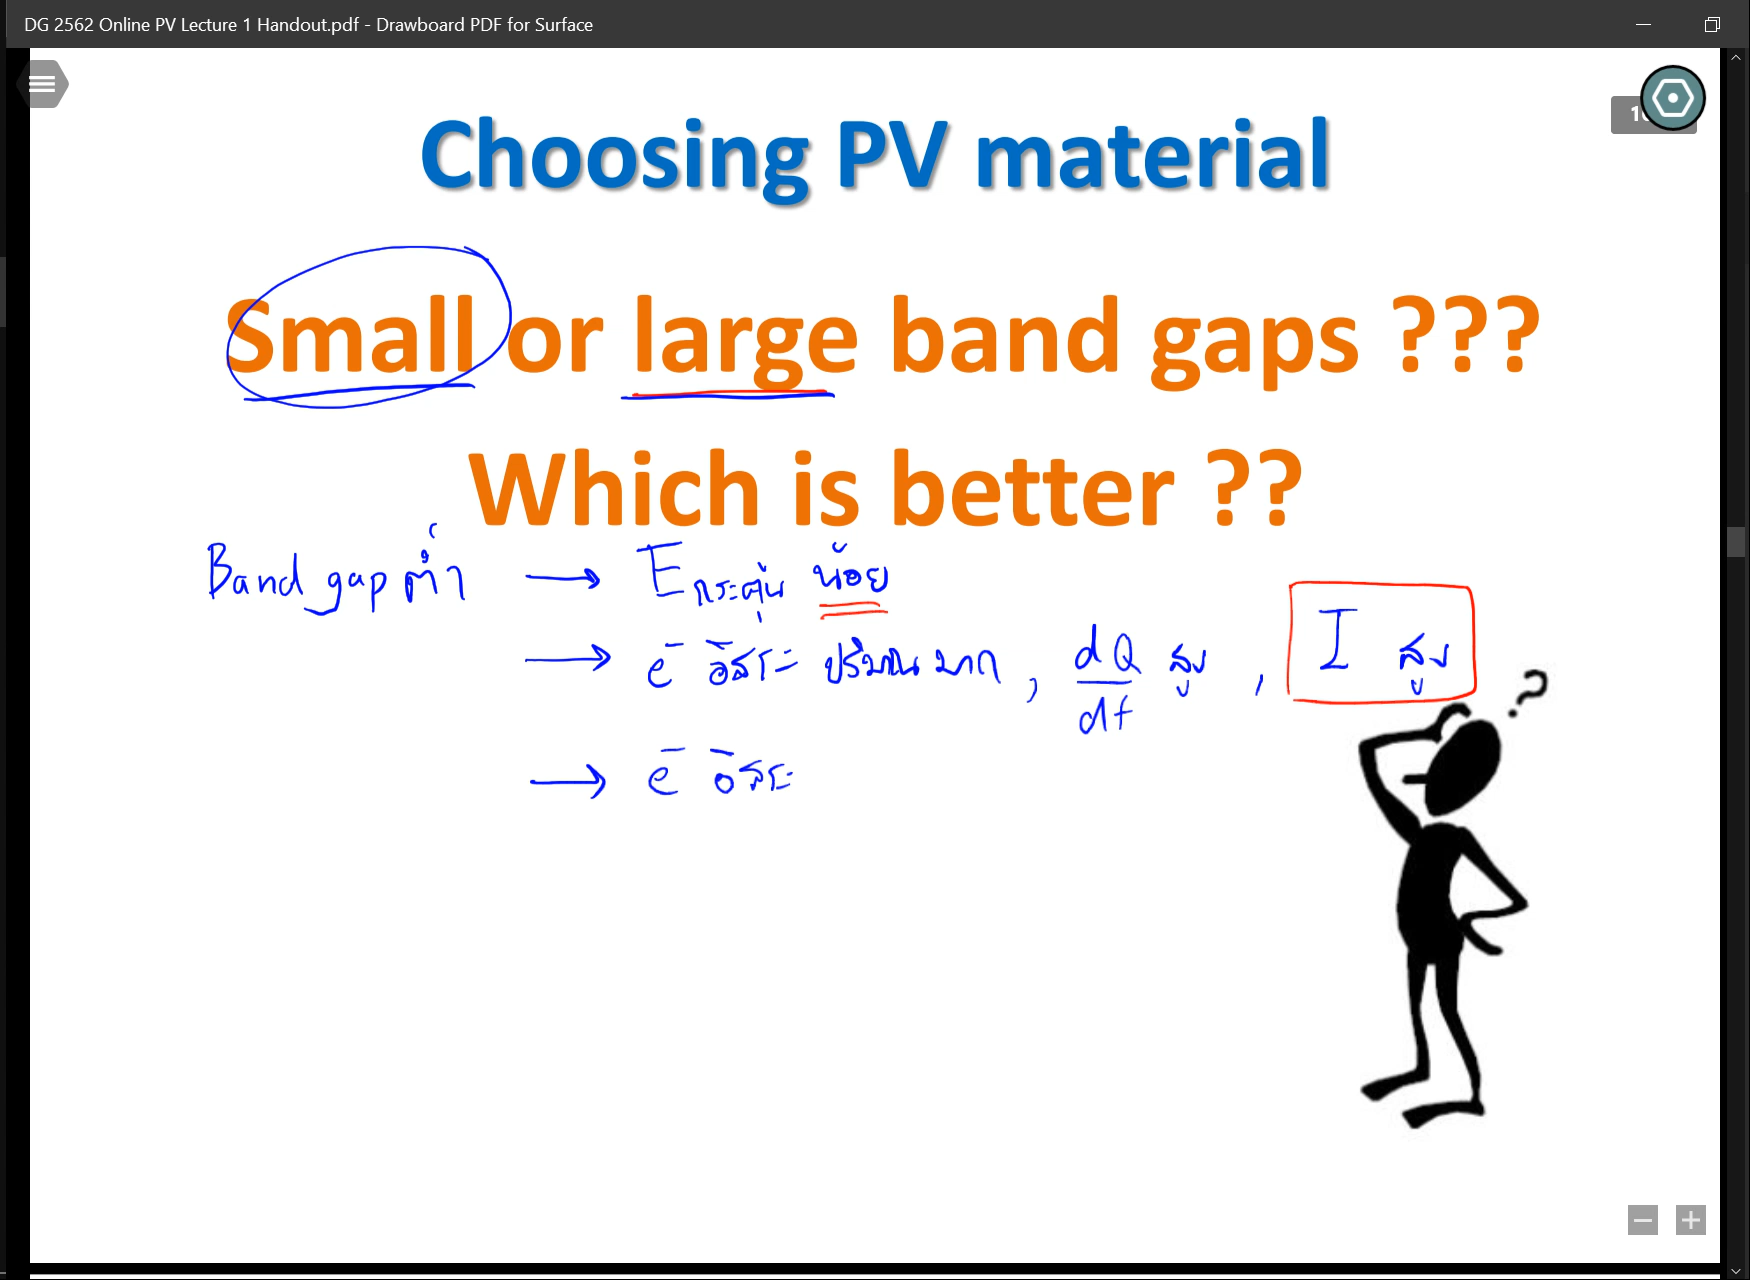 DG 2562 Online PV Lecture 1 Handout.pdf - Drawboard PDF for Surface
Choosing PV material
Small or large band gaps ???
Which is better ??
Band gap ต่ำ → E กระตุ้น น้อย
→ e⁻ อิสระ ปริมาณ มาก , dQ/dt สูง , I สูง
→ e⁻ อิสระ
?